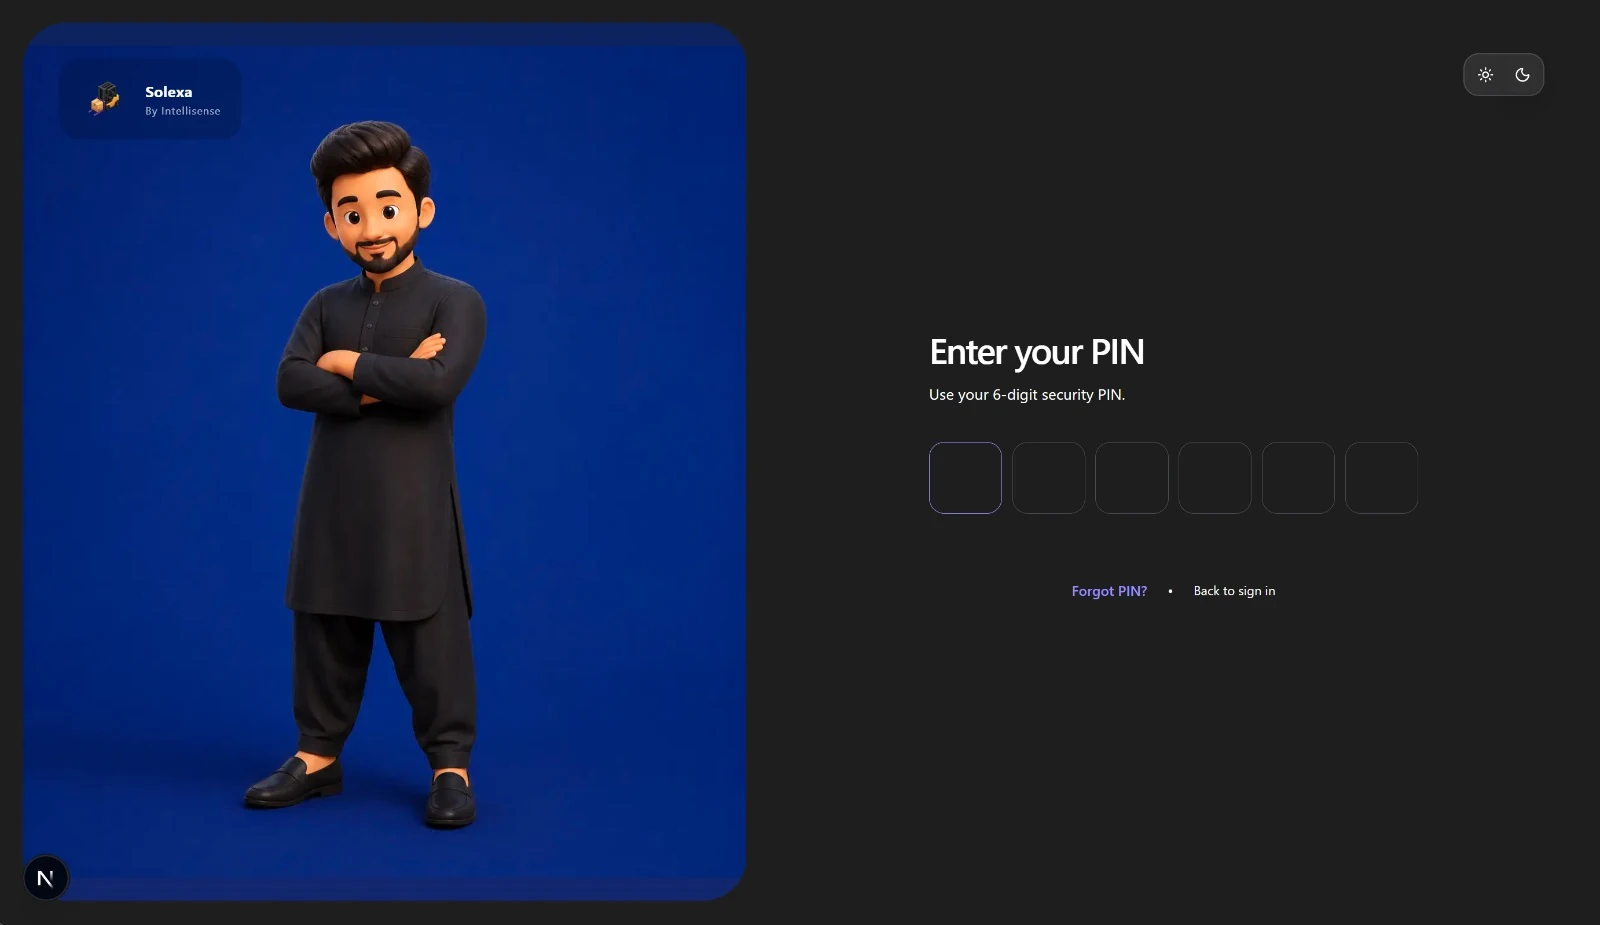 Solexa
By Intellisense
Enter your PIN
Use your 6-digit security PIN.
Forgot PIN? • Back to sign in
N